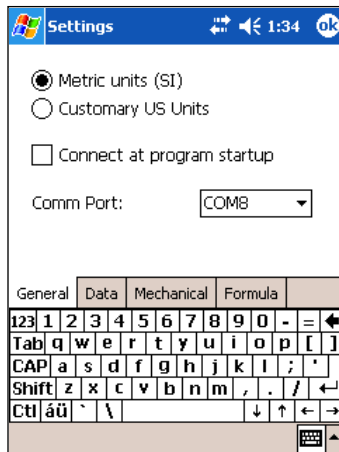 Settings 1:34 ok
Metric units (SI)
Customary US Units
Connect at program startup
Comm Port: COM8
General Data Mechanical Formula
123 1 2 3 4 5 6 7 8 9 0 - =
Tab q w e r t y u i o p [ ]
CAP a s d f g h j k l ; '
Shift z x c v b n m , . /
Ctl áü ` \